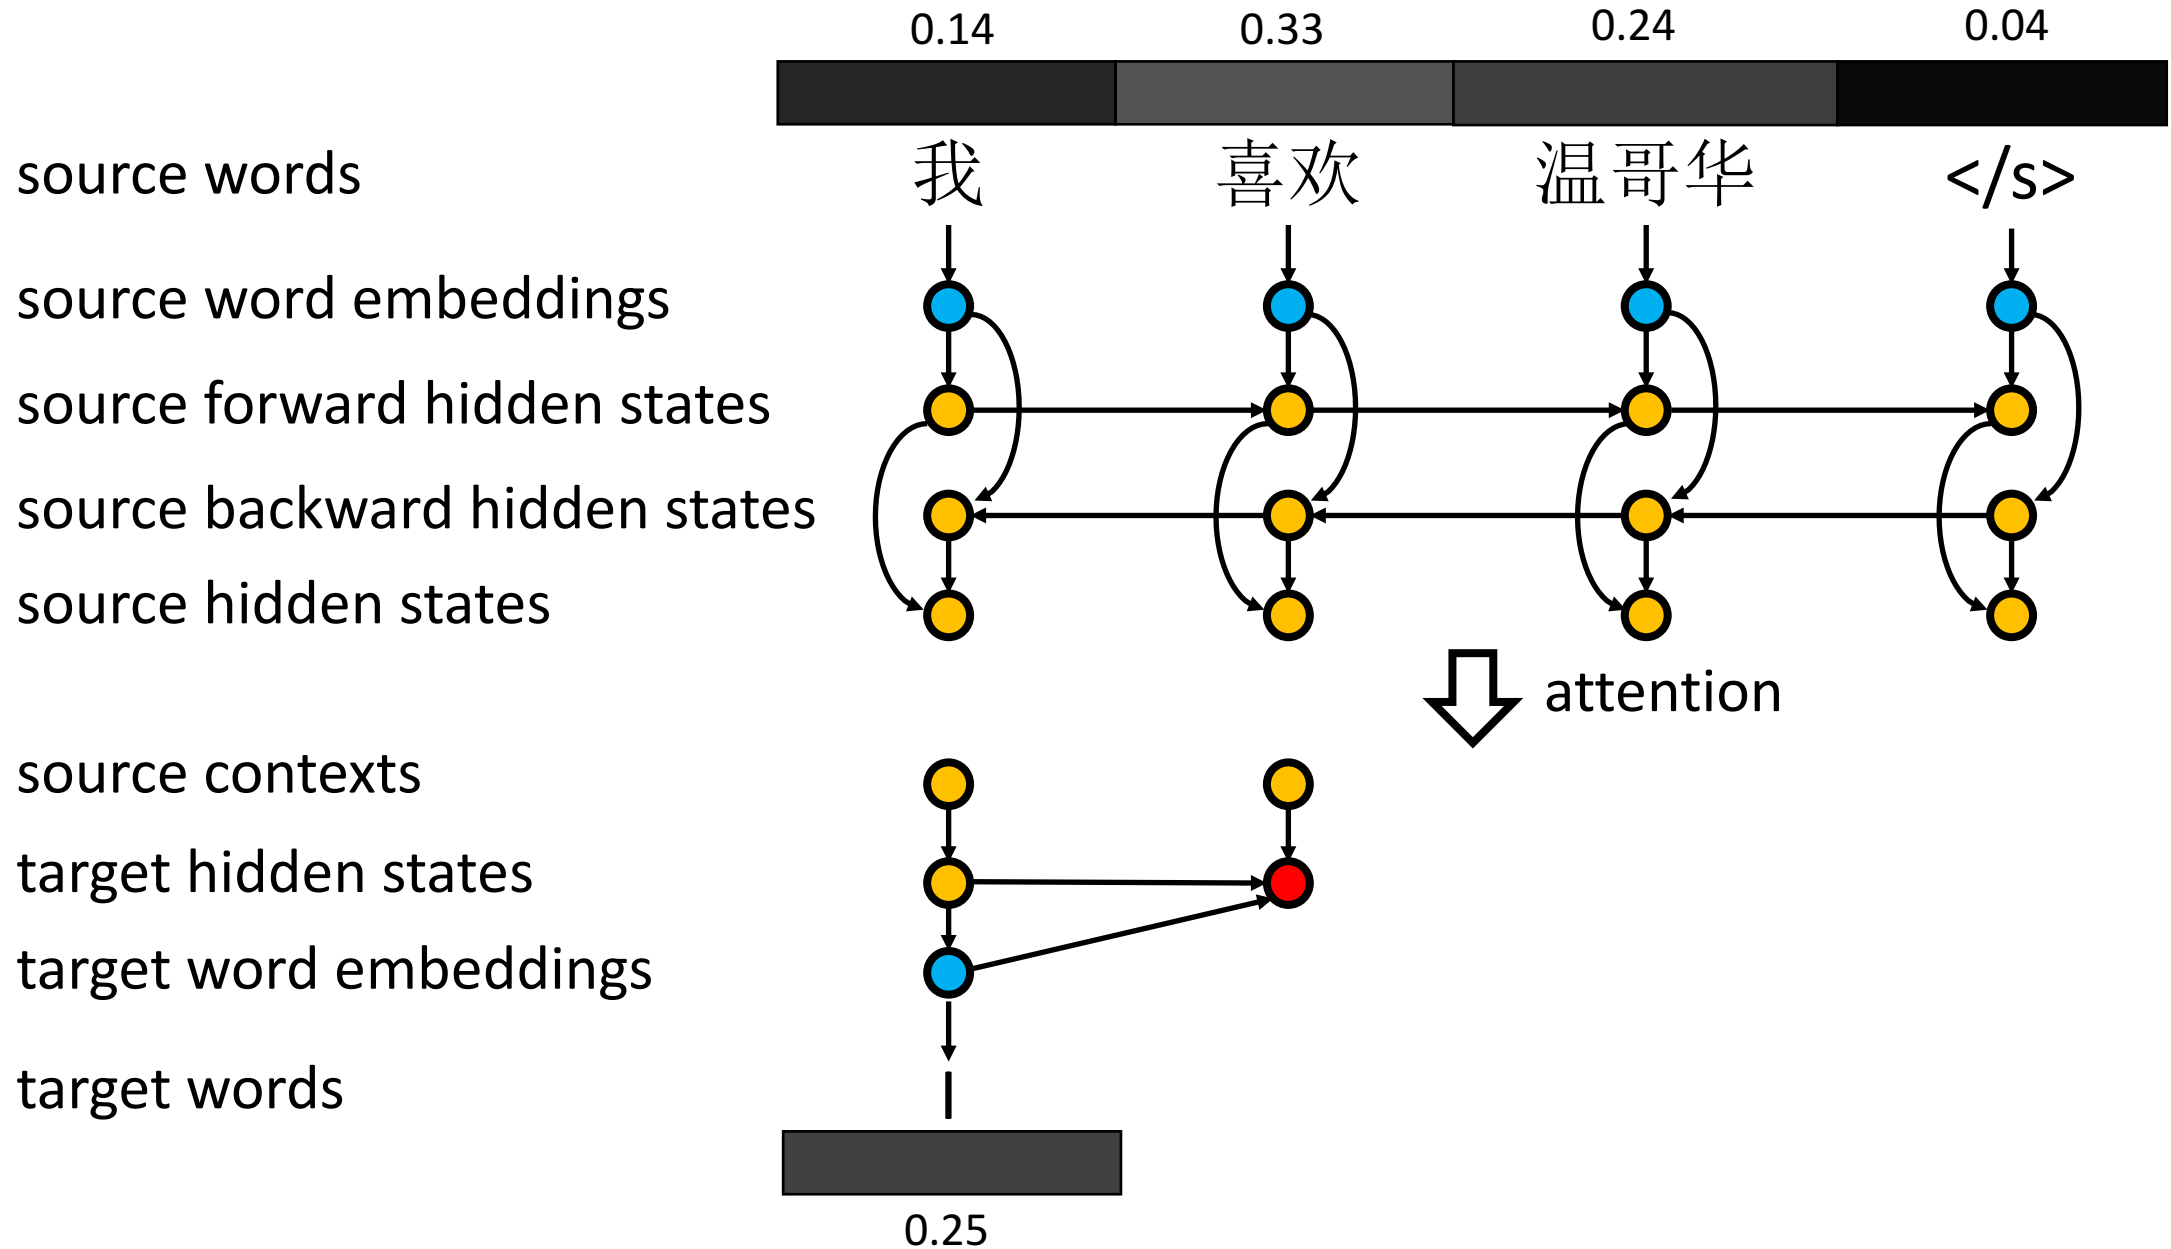 0.14 0.33 0.24 0.04
source words 我 喜欢 温哥华 </s>
source word embeddings
source forward hidden states
source backward hidden states
source hidden states
attention
source contexts
target hidden states
target word embeddings
target words I
0.25